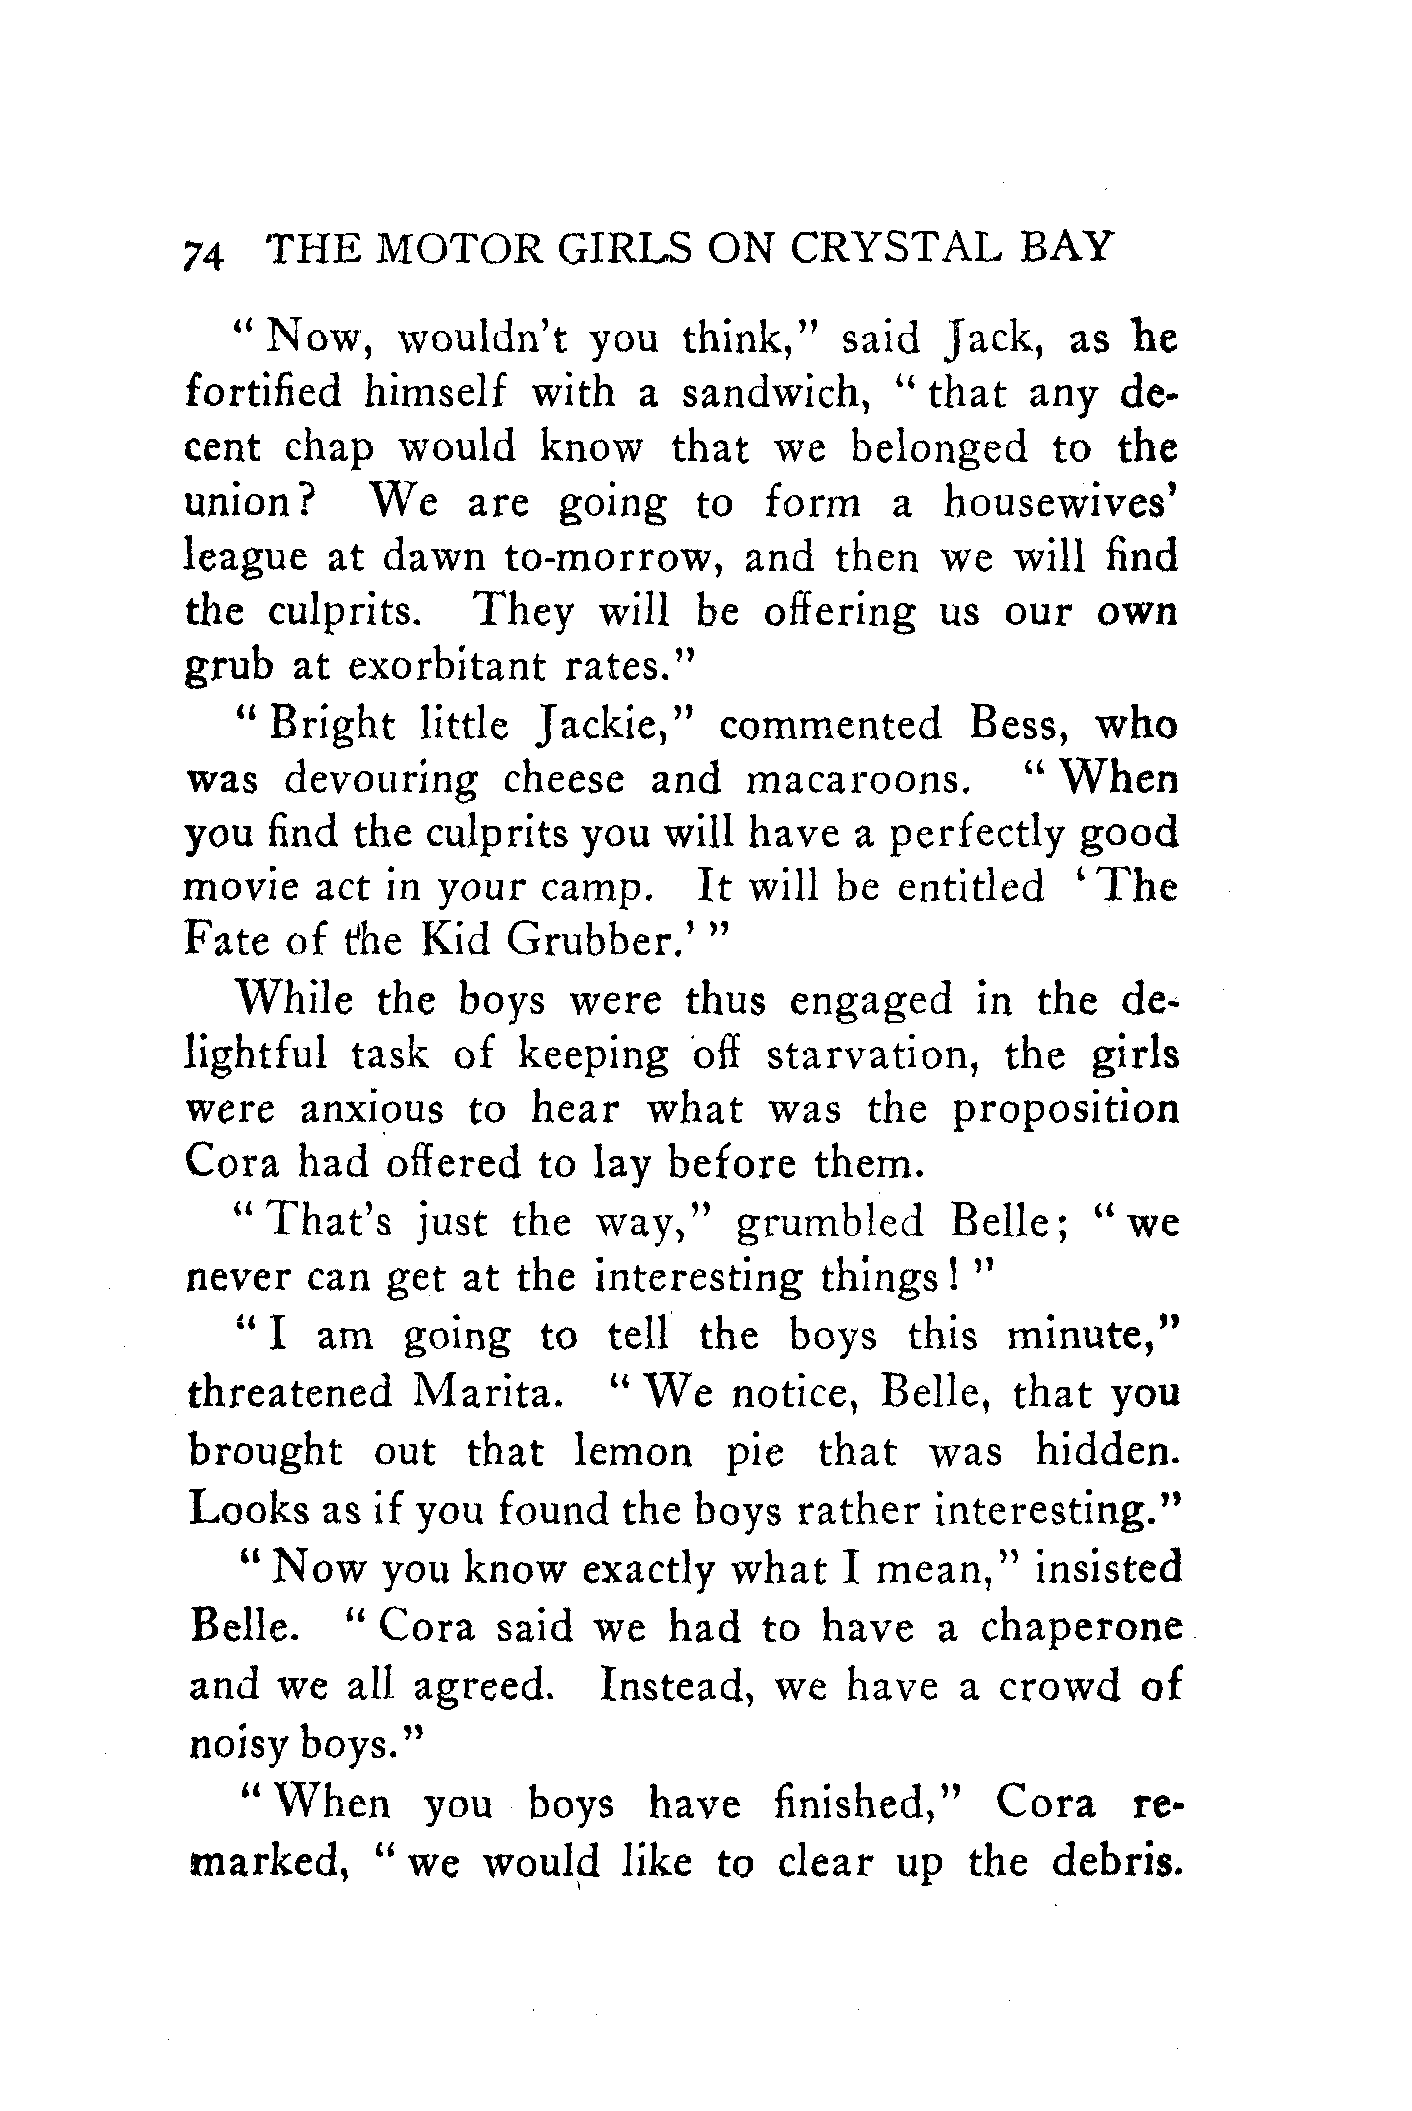 74 THE MOTOR GIRLS ON CRYSTAL BAY
“ Now, wouldn’t you think,” said Jack, as he
fortified himself with a sandwich, “ that any de-
cent chap would know that we belonged to the
union? We are going to form a housewives’
league at dawn to-morrow, and then we will find
the culprits. They will be offering us our own
grub at exorbitant rates.”
“ Bright little Jackie,” commented Bess, who
was devouring cheese and macaroons. “ When
you find the culprits you will have a perfectly good
movie act in your camp. It will be entitled ‘ The
Fate of the Kid Grubber.’ ”
While the boys were thus engaged in the de-
lightful task of keeping off starvation, the girls
were anxious to hear what was the proposition
Cora had offered to lay before them.
“ That’s just the way,” grumbled Belle; “ we
never can get at the interesting things! ”
“ I am going to tell the boys this minute,”
threatened Marita. “ We notice, Belle, that you
brought out that lemon pie that was hidden.
Looks as if you found the boys rather interesting.”
“ Now you know exactly what I mean,” insisted
Belle. “ Cora said we had to have a chaperone
and we all agreed. Instead, we have a crowd of
noisy boys.”
“ When you boys have finished,” Cora re-
marked, “ we would like to clear up the debris.